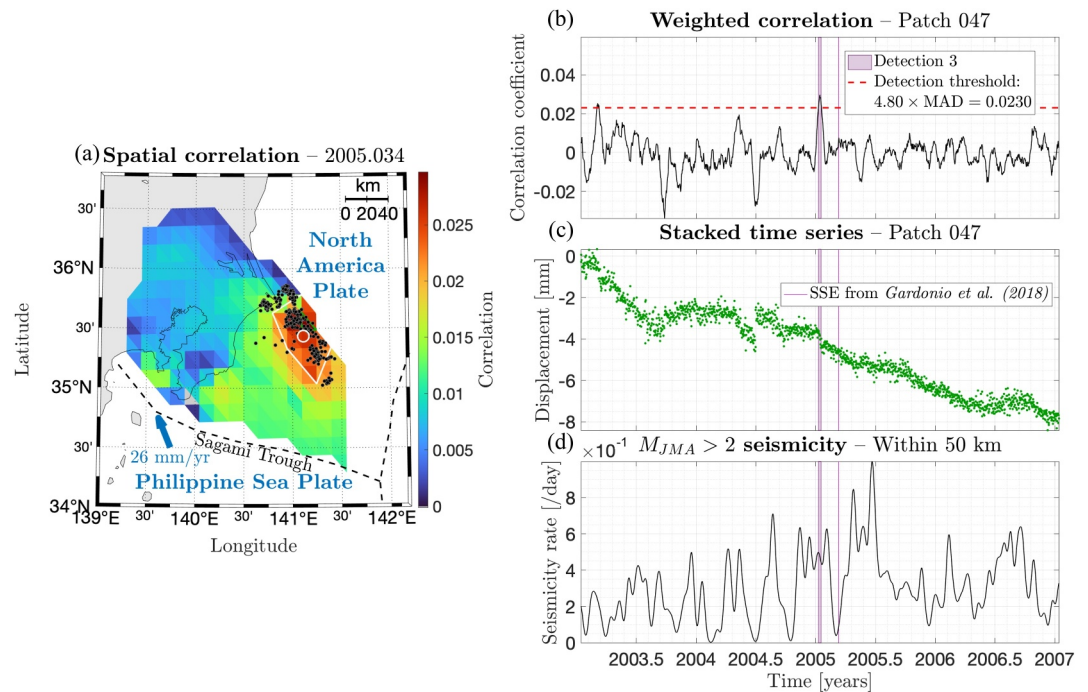 (a) Spatial correlation – 2005.034
km
0 2040
30'
36°N
30'
35°N
30'
34°N
139°E
30'
140°E
30'
141°E
30'
142°E
Latitude
Longitude
North
America
Plate
Sagami Trough
26 mm/yr
Philippine Sea Plate
0.025
0.02
0.015
0.01
0.005
0
Correlation
(b) Weighted correlation – Patch 047
Correlation coefficient
0.04
0.02
0
-0.02
Detection 3
Detection threshold:
4.80 × MAD = 0.0230
(c) Stacked time series – Patch 047
Displacement [mm]
0
-2
-4
-6
-8
SSE from Gardonio et al. (2018)
(d) ×10⁻¹ M_JMA > 2 seismicity – Within 50 km
Seismicity rate [/day]
8
6
4
2
0
2003.5
2004
2004.5
2005
2005.5
2006
2006.5
2007
Time [years]